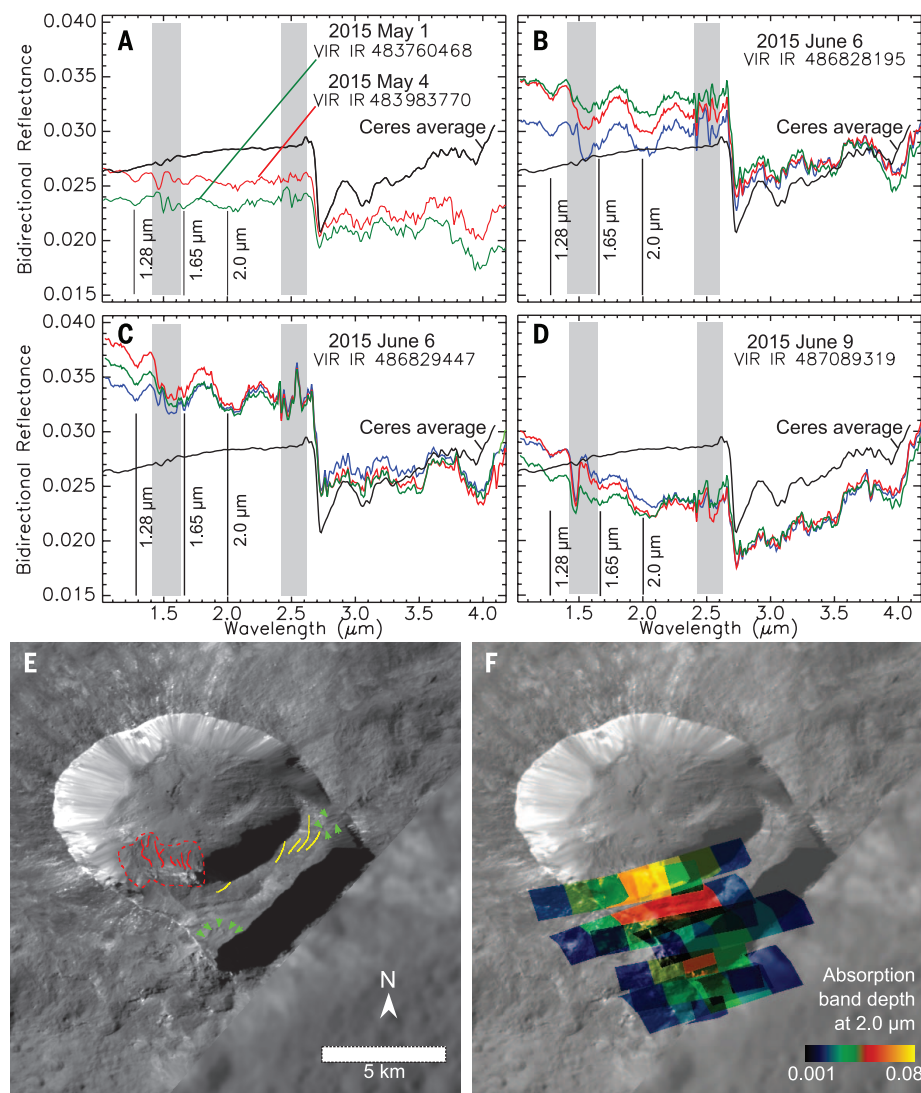 A
2015 May 1
VIR IR 483760468
2015 May 4
VIR IR 483983770
Ceres average
1.28 μm
1.65 μm
2.0 μm
0.040
0.035
0.030
0.025
0.020
0.015
Bidirectional Reflectance
B
2015 June 6
VIR IR 486828195
Ceres average
1.28 μm
1.65 μm
2.0 μm
C
2015 June 6
VIR IR 486829447
Ceres average
1.28 μm
1.65 μm
2.0 μm
0.040
0.035
0.030
0.025
0.020
0.015
Bidirectional Reflectance
1.5 2.0 2.5 3.0 3.5 4.0
Wavelength (μm)
D
2015 June 9
VIR IR 487089319
Ceres average
1.28 μm
1.65 μm
2.0 μm
1.5 2.0 2.5 3.0 3.5 4.0
Wavelength (μm)
E
N
5 km
F
Absorption
band depth
at 2.0 μm
0.001 0.08